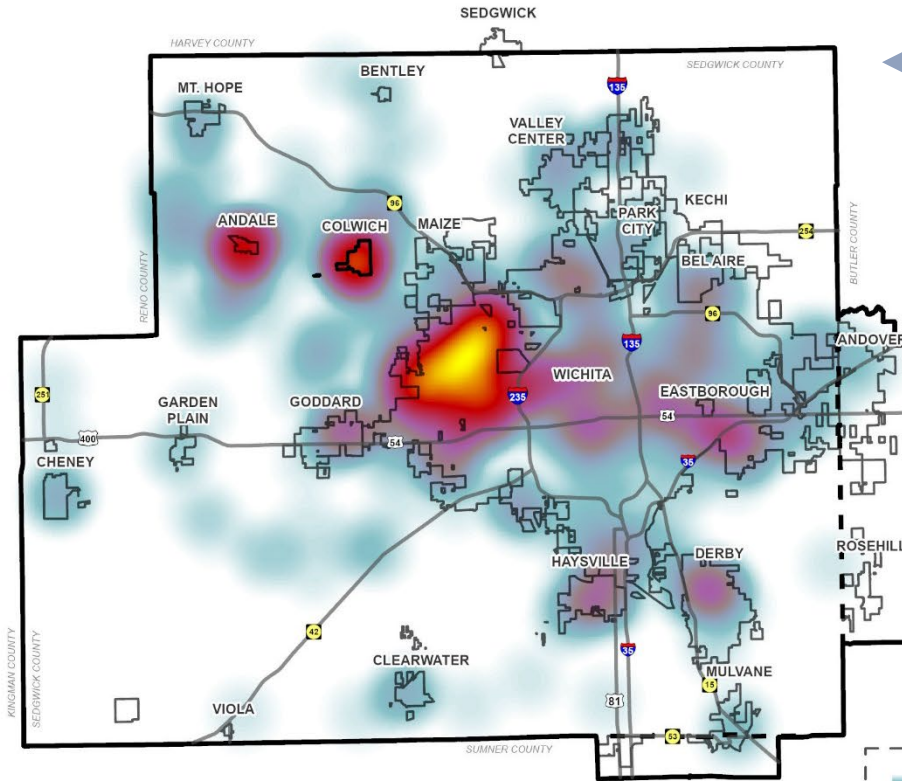 SEDGWICK
HARVEY COUNTY
SEDGWICK COUNTY
BENTLEY
MT. HOPE
135
VALLEY
CENTER
96
KECHI
PARK
CITY
ANDALE
COLWICH
MAIZE
254
BEL AIRE
BUTLER COUNTY
RENO COUNTY
96
135
ANDOVER
WICHITA
EASTBOROUGH
251
235
GARDEN
PLAIN
GODDARD
54
400
54
CHENEY
35
HAYSVILLE
DERBY
ROSEHILL
42
35
KINGMAN COUNTY
SEDGWICK COUNTY
CLEARWATER
MULVANE
15
81
VIOLA
53
SUMNER COUNTY